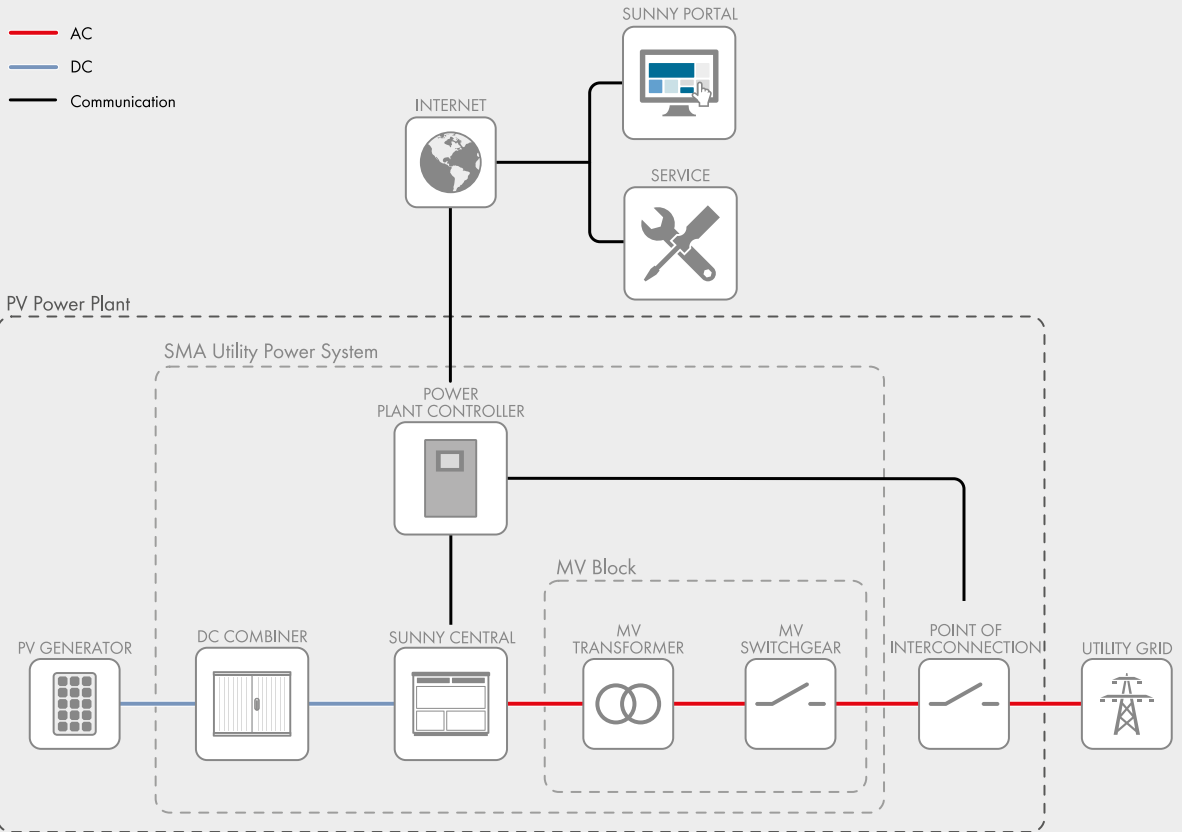 SUNNY PORTAL
AC
DC
Communication
INTERNET
SERVICE
PV Power Plant
SMA Utility Power System
POWER
PLANT CONTROLLER
MV Block
PV GENERATOR
DC COMBINER
SUNNY CENTRAL
MV
TRANSFORMER
MV
SWITCHGEAR
POINT OF
INTERCONNECTION
UTILITY GRID